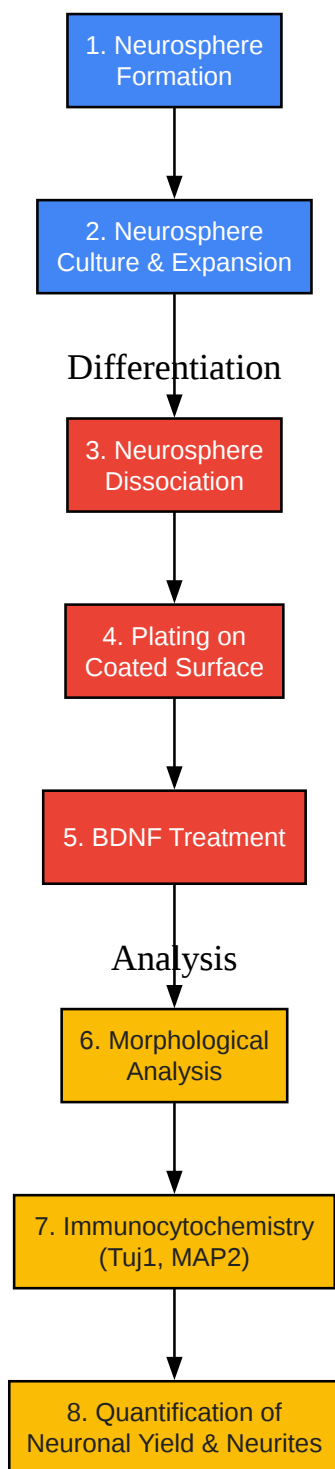 1. Neurosphere
Formation
2. Neurosphere
Culture & Expansion
Differentiation
3. Neurosphere
Dissociation
4. Plating on
Coated Surface
5. BDNF Treatment
Analysis
6. Morphological
Analysis
7. Immunocytochemistry
(Tuj1, MAP2)
8. Quantification of
Neuronal Yield & Neurites